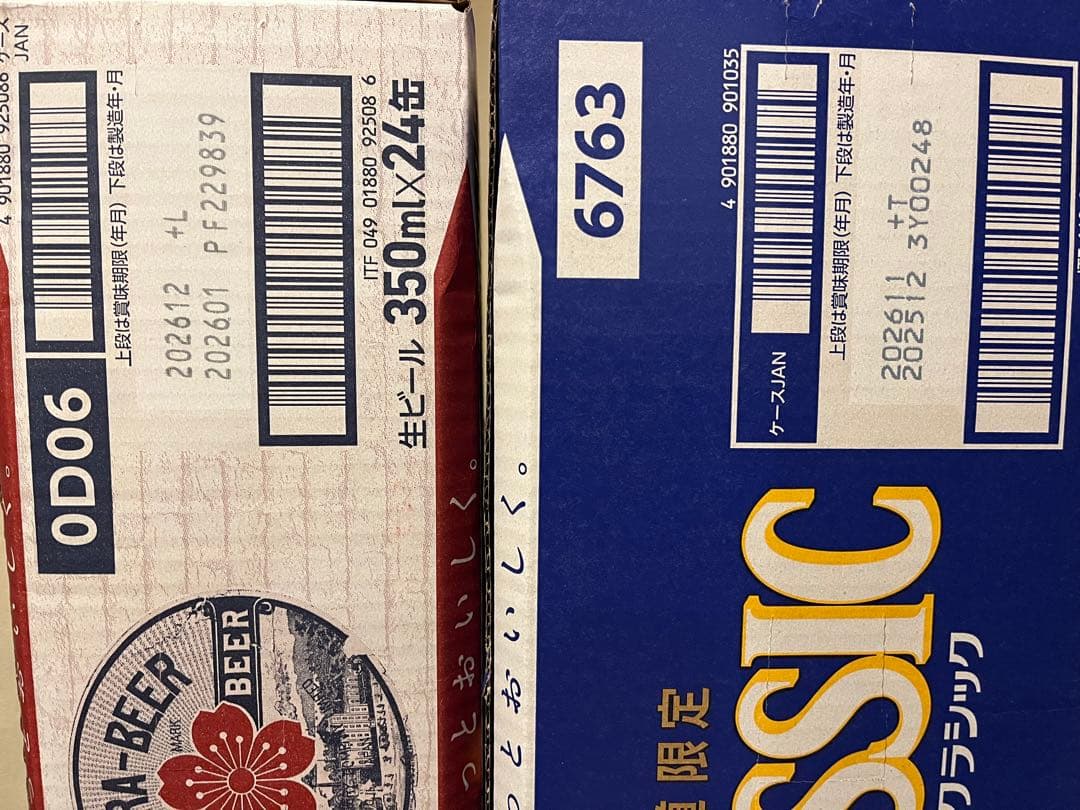 4 901880 925086
ケース
JAN
上段は賞味期限(年月) 下段は製造年・月
202612 +L
202601 PF229839
ITF 049 01880 92508 6
生ビール 350ml×24缶
0D06
RA-BEER
BEER
MARK
っとおいしく。
6763
4 901880 901035
ケースJAN
上段は賞味期限(年月) 下段は製造年・月
202611 +T
202512 3Y00248
っとおいしく。
限定
SSIC
クラシック